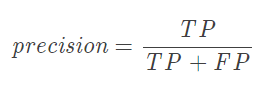 precision = TP / TP + FP